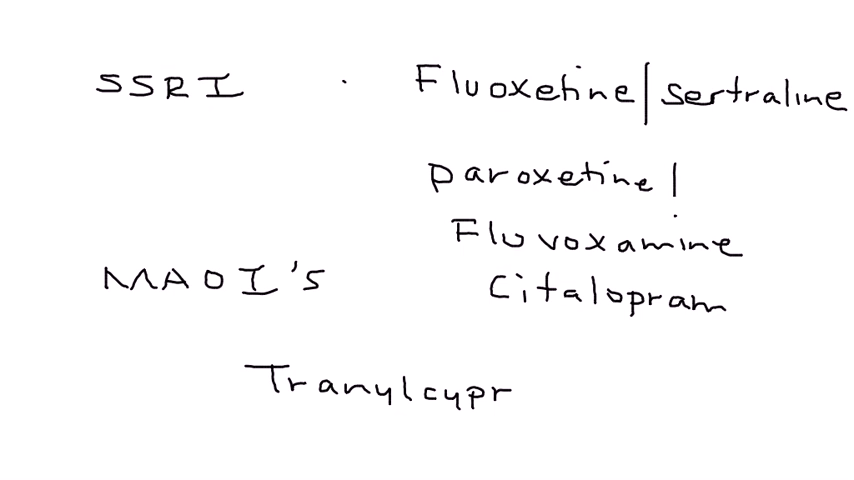 SSRI . Fluoxetine | sertraline
paroxetine |
Fluvoxamine
MAOI's
Citalopram
Tranylcypr